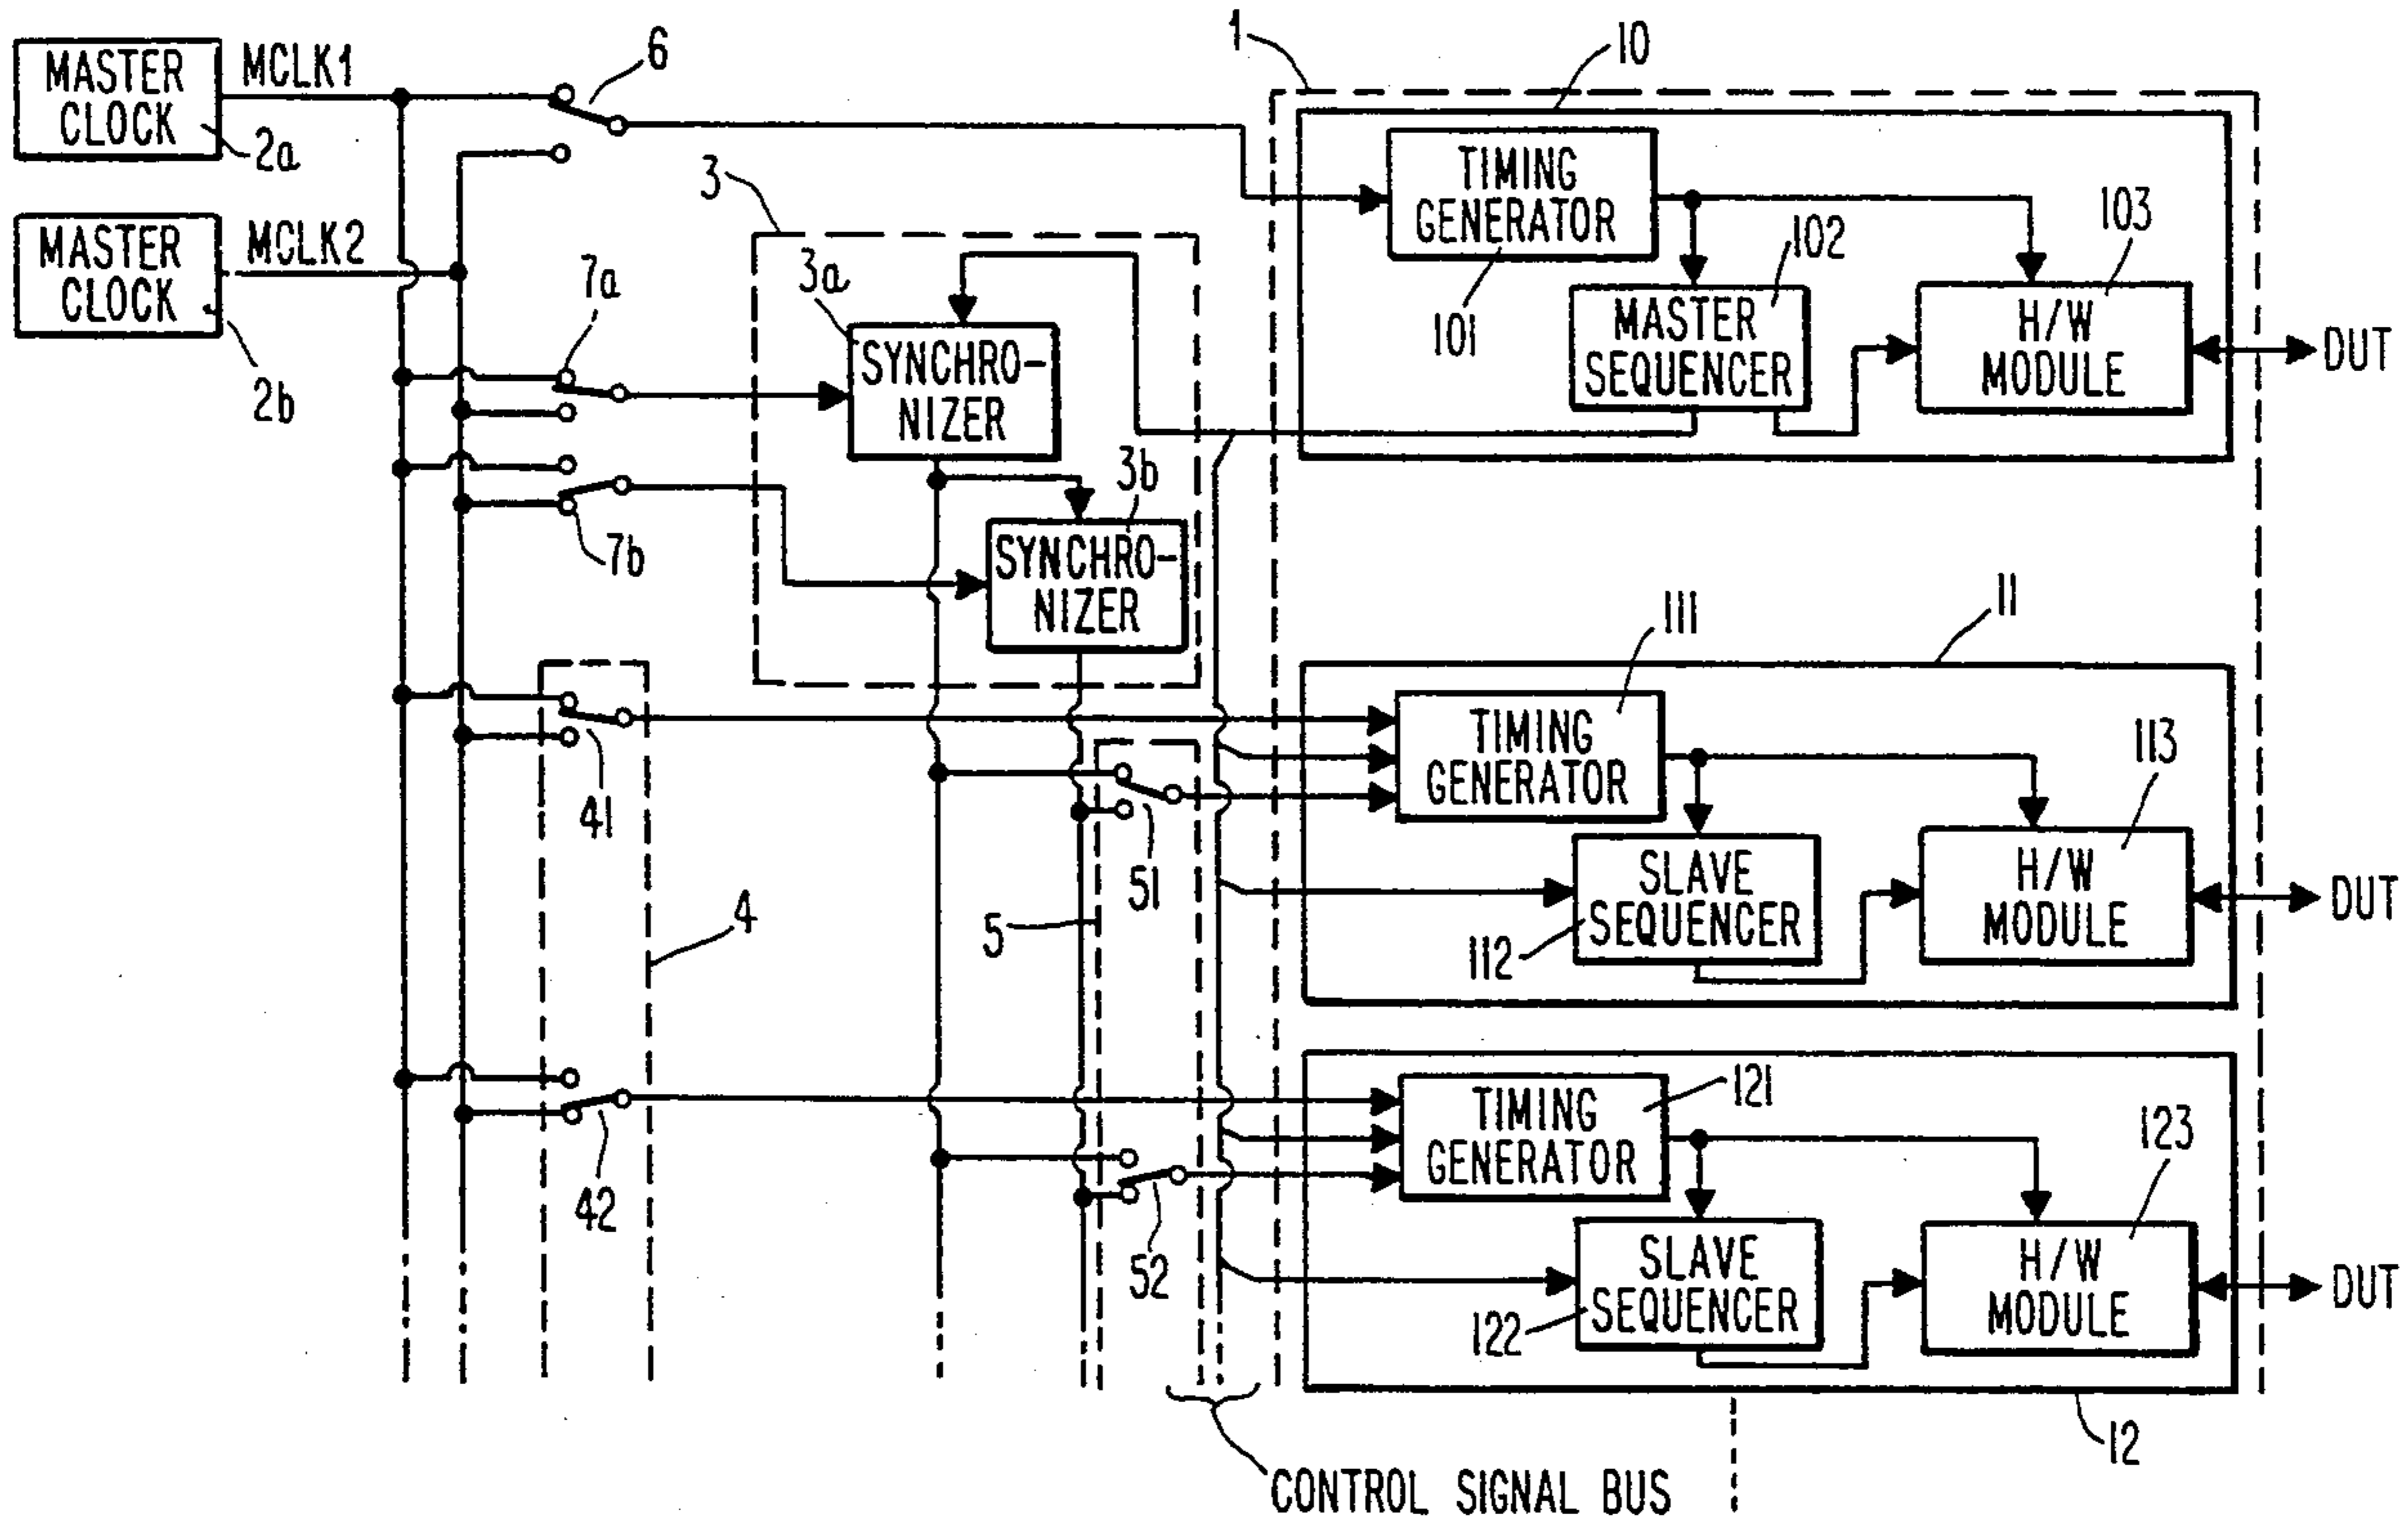 MASTER
CLOCK
2a
MCLK1
6
1
10
MASTER
CLOCK
2b
MCLK2
3
TIMING
GENERATOR
101
102
103
MASTER
SEQUENCER
H/W
MODULE
DUT
7a
3a
SYNCHRO-
NIZER
7b
3b
SYNCHRO-
NIZER
111
11
TIMING
GENERATOR
113
41
51
SLAVE
SEQUENCER
112
H/W
MODULE
DUT
4
5
TIMING
GENERATOR
121
123
42
52
SLAVE
SEQUENCER
122
H/W
MODULE
DUT
12
CONTROL SIGNAL BUS